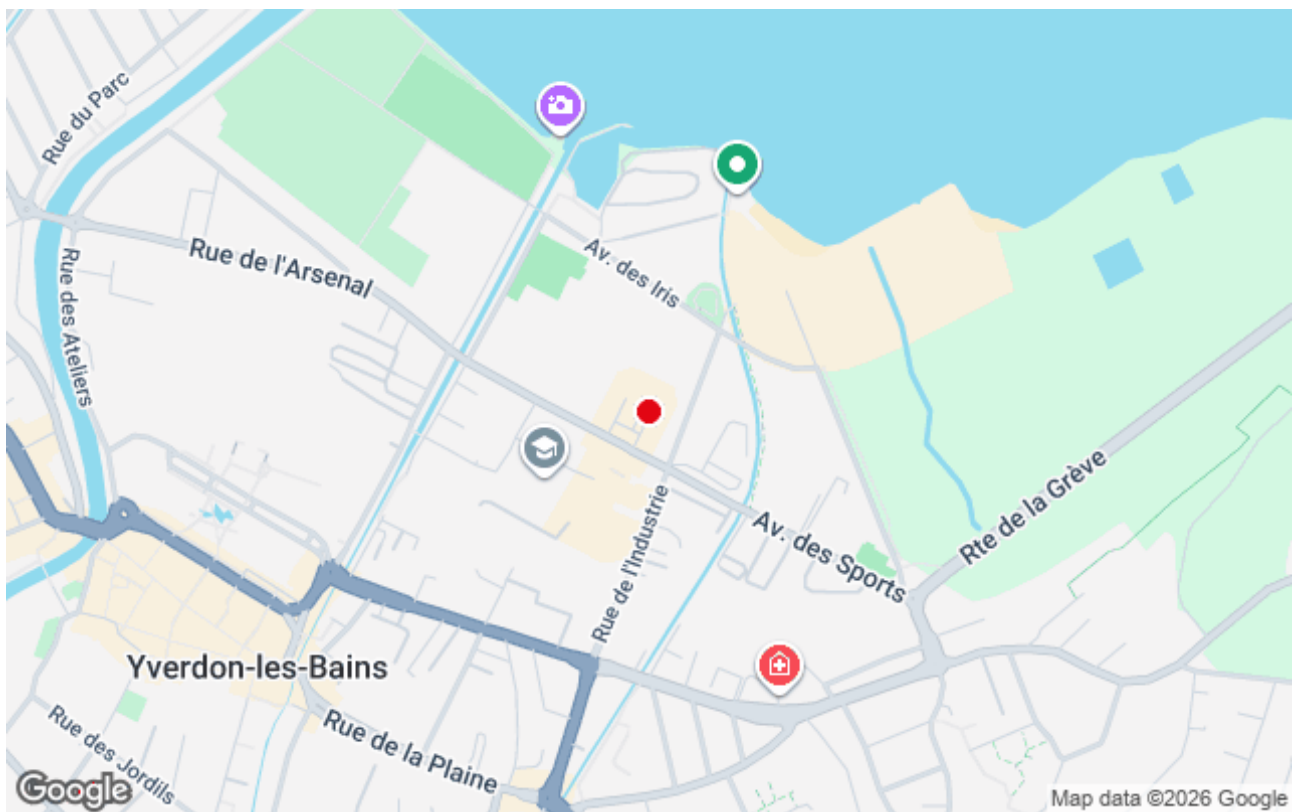 Rue du Parc
Rue de l'Arsenal
Av. des Iris
Rue des Ateliers
Rte de la Grève
Av. des Sports
Rue de l'Industrie
Yverdon-les-Bains
Rue de la Plaine
Rue des Jordils
Google
Map data ©2026 Google